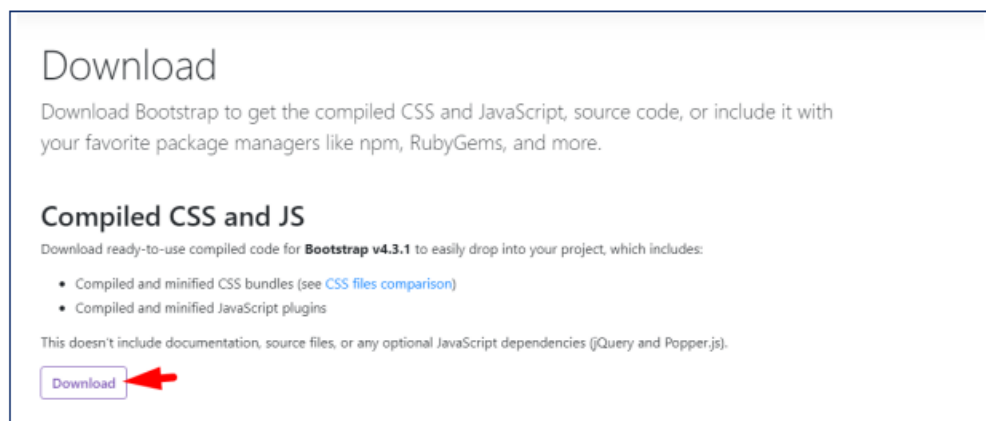 Download
Download Bootstrap to get the compiled CSS and JavaScript, source code, or include it with
your favorite package managers like npm, RubyGems, and more.
Compiled CSS and JS
Download ready-to-use compiled code for Bootstrap v4.3.1 to easily drop into your project, which includes:
• Compiled and minified CSS bundles (see CSS files comparison)
• Compiled and minified JavaScript plugins
This doesn't include documentation, source files, or any optional JavaScript dependencies (jQuery and Popper.js).
Download